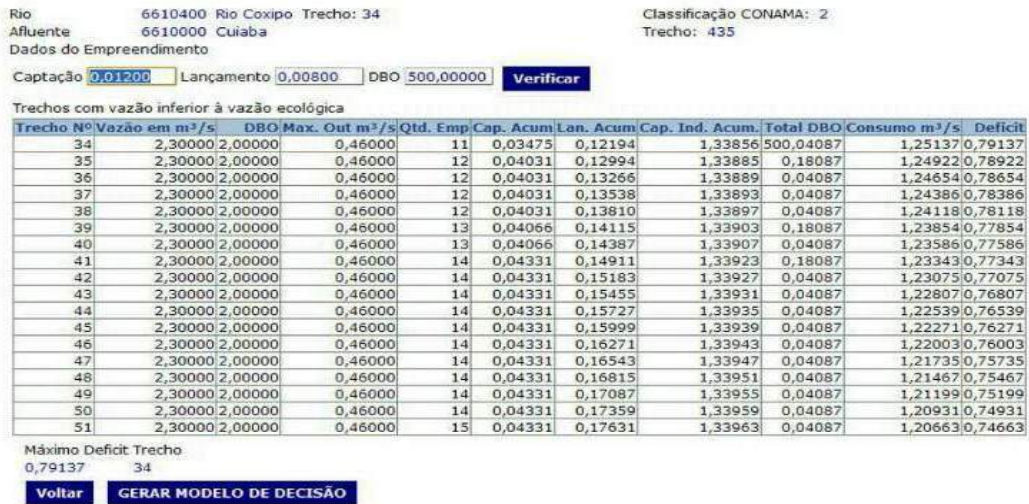 Rio 6610400 Rio Coxipo Trecho: 34 Classificação CONAMA: 2
Afluente 6610000 Cuiaba Trecho: 435
Dados do Empreendimento
Captação 0,01200 Lançamento 0,00800 DBO 500,00000 Verificar
Trechos com vazão inferior à vazão ecológica
Trecho Nº Vazão em m³/s DBO Max. Out m³/s Qtd. Emp Cap. Acum Lan. Acum Cap. Ind. Acum. Total DBO Consumo m³/s Deficit
34 2,30000 2,00000 0,46000 11 0,03475 0,12194 1,33856 500,04087 1,25137 0,79137
35 2,30000 2,00000 0,46000 12 0,04031 0,12994 1,33885 0,18087 1,24922 0,78922
36 2,30000 2,00000 0,46000 12 0,04031 0,13266 1,33889 0,04087 1,24654 0,78654
37 2,30000 2,00000 0,46000 12 0,04031 0,13538 1,33893 0,04087 1,24386 0,78386
38 2,30000 2,00000 0,46000 12 0,04031 0,13810 1,33897 0,04087 1,24118 0,78118
39 2,30000 2,00000 0,46000 13 0,04066 0,14115 1,33903 0,18087 1,23854 0,77854
40 2,30000 2,00000 0,46000 13 0,04066 0,14387 1,33907 0,04087 1,23586 0,77586
41 2,30000 2,00000 0,46000 14 0,04331 0,14911 1,33923 0,18087 1,23343 0,77343
42 2,30000 2,00000 0,46000 14 0,04331 0,15183 1,33927 0,04087 1,23075 0,77075
43 2,30000 2,00000 0,46000 14 0,04331 0,15455 1,33931 0,04087 1,22807 0,76807
44 2,30000 2,00000 0,46000 14 0,04331 0,15727 1,33935 0,04087 1,22539 0,76539
45 2,30000 2,00000 0,46000 14 0,04331 0,15999 1,33939 0,04087 1,22271 0,76271
46 2,30000 2,00000 0,46000 14 0,04331 0,16271 1,33943 0,04087 1,22003 0,76003
47 2,30000 2,00000 0,46000 14 0,04331 0,16543 1,33947 0,04087 1,21735 0,75735
48 2,30000 2,00000 0,46000 14 0,04331 0,16815 1,33951 0,04087 1,21467 0,75467
49 2,30000 2,00000 0,46000 14 0,04331 0,17087 1,33955 0,04087 1,21199 0,75199
50 2,30000 2,00000 0,46000 14 0,04331 0,17359 1,33959 0,04087 1,20931 0,74931
51 2,30000 2,00000 0,46000 15 0,04331 0,17631 1,33963 0,04087 1,20663 0,74663
Máximo Deficit Trecho
0,79137 34
Voltar GERAR MODELO DE DECISÃO